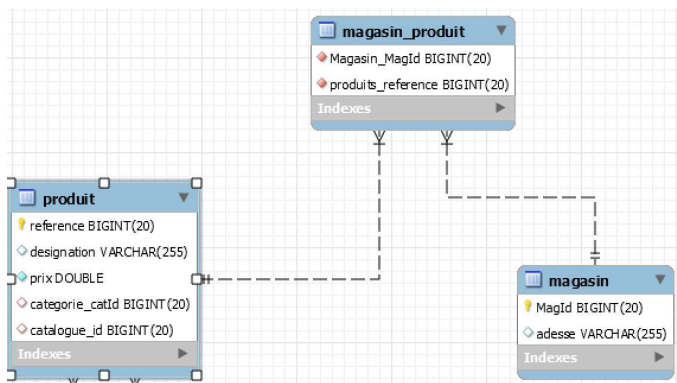 magasin_produit
Magasin_MagId BIGINT(20)
produits_reference BIGINT(20)
Indexes
produit
reference BIGINT(20)
designation VARCHAR(255)
prix DOUBLE
categorie_catId BIGINT(20)
catalogue_id BIGINT(20)
Indexes
magasin
MagId BIGINT(20)
adesse VARCHAR(255)
Indexes